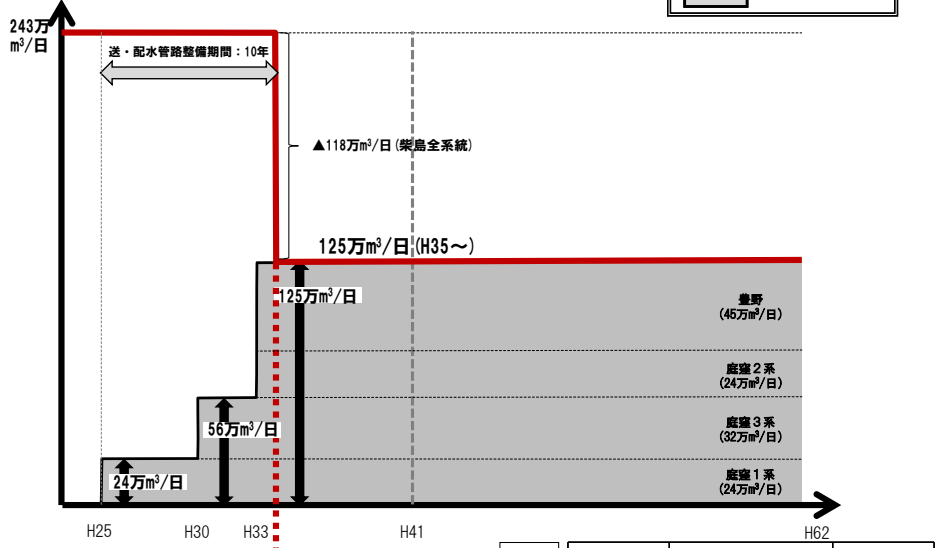 243万
m³/日
送・配水管路整備期間：10年
▲118万m³/日(柴島全系統)
125万m³/日(H35～)
125万m³/日
豊野
(45万m³/日)
庭窪２系
(24万m³/日)
56万m³/日
庭窪３系
(32万m³/日)
24万m³/日
庭窪１系
(24万m³/日)
H25
H30
H33
H41
H62